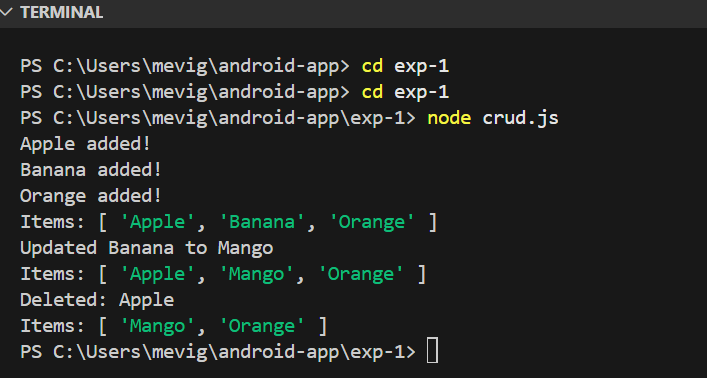 TERMINAL
PS C:\Users\mevig\android-app> cd exp-1
PS C:\Users\mevig\android-app> cd exp-1
PS C:\Users\mevig\android-app\exp-1> node crud.js
Apple added!
Banana added!
Orange added!
Items: [ 'Apple', 'Banana', 'Orange' ]
Updated Banana to Mango
Items: [ 'Apple', 'Mango', 'Orange' ]
Deleted: Apple
Items: [ 'Mango', 'Orange' ]
PS C:\Users\mevig\android-app\exp-1>